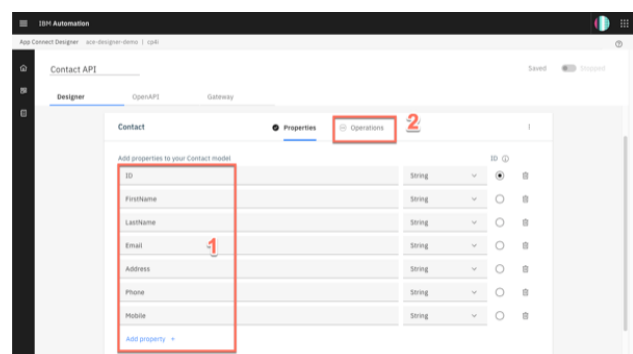 IBM Automation
App Connect Designer ace-designer-demo | cp4i
Contact API Saved Stopped
Designer OpenAPI Gateway
Contact Properties Operations 2
Add properties to your Contact model ID
ID String
FirstName String
LastName String
Email String
1
Address String
Phone String
Mobile String
Add property +